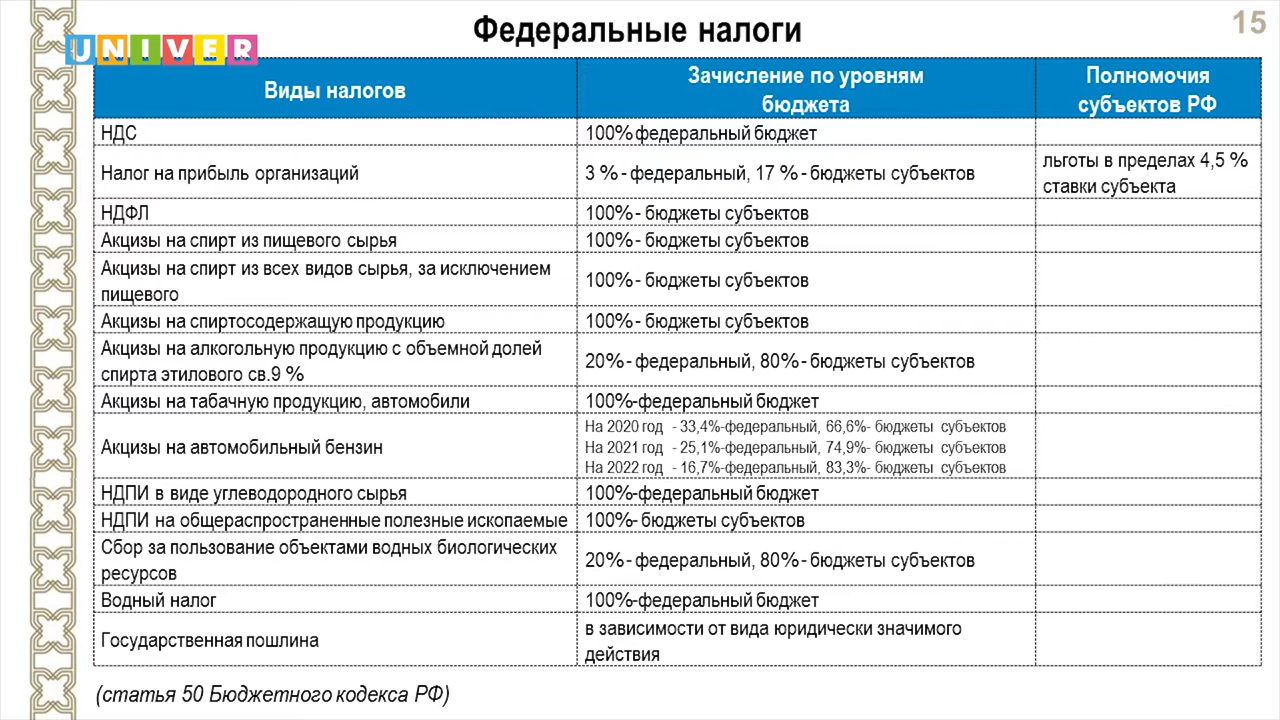 Федеральные налоги
15
UNIVER
Виды налогов
Зачисление по уровням
бюджета
Полномочия
субъектов РФ
НДС
100% федеральный бюджет
Налог на прибыль организаций
3 % - федеральный, 17 % - бюджеты субъектов
льготы в пределах 4,5 %
ставки субъекта
НДФЛ
100% - бюджеты субъектов
Акцизы на спирт из пищевого сырья
100% - бюджеты субъектов
Акцизы на спирт из всех видов сырья, за исключением
пищевого
100% - бюджеты субъектов
Акцизы на спиртосодержащую продукцию
100% - бюджеты субъектов
Акцизы на алкогольную продукцию с объемной долей
спирта этилового св.9 %
20% - федеральный, 80% - бюджеты субъектов
Акцизы на табачную продукцию, автомобили
100%-федеральный бюджет
Акцизы на автомобильный бензин
На 2020 год - 33,4%-федеральный, 66,6%- бюджеты субъектов
На 2021 год - 25,1%-федеральный, 74,9%- бюджеты субъектов
На 2022 год - 16,7%-федеральный, 83,3%- бюджеты субъектов
НДПИ в виде углеводородного сырья
100%-федеральный бюджет
НДПИ на общераспространенные полезные ископаемые
100%- бюджеты субъектов
Сбор за пользование объектами водных биологических
ресурсов
20% - федеральный, 80% - бюджеты субъектов
Водный налог
100%-федеральный бюджет
Государственная пошлина
в зависимости от вида юридически значимого
действия
(статья 50 Бюджетного кодекса РФ)